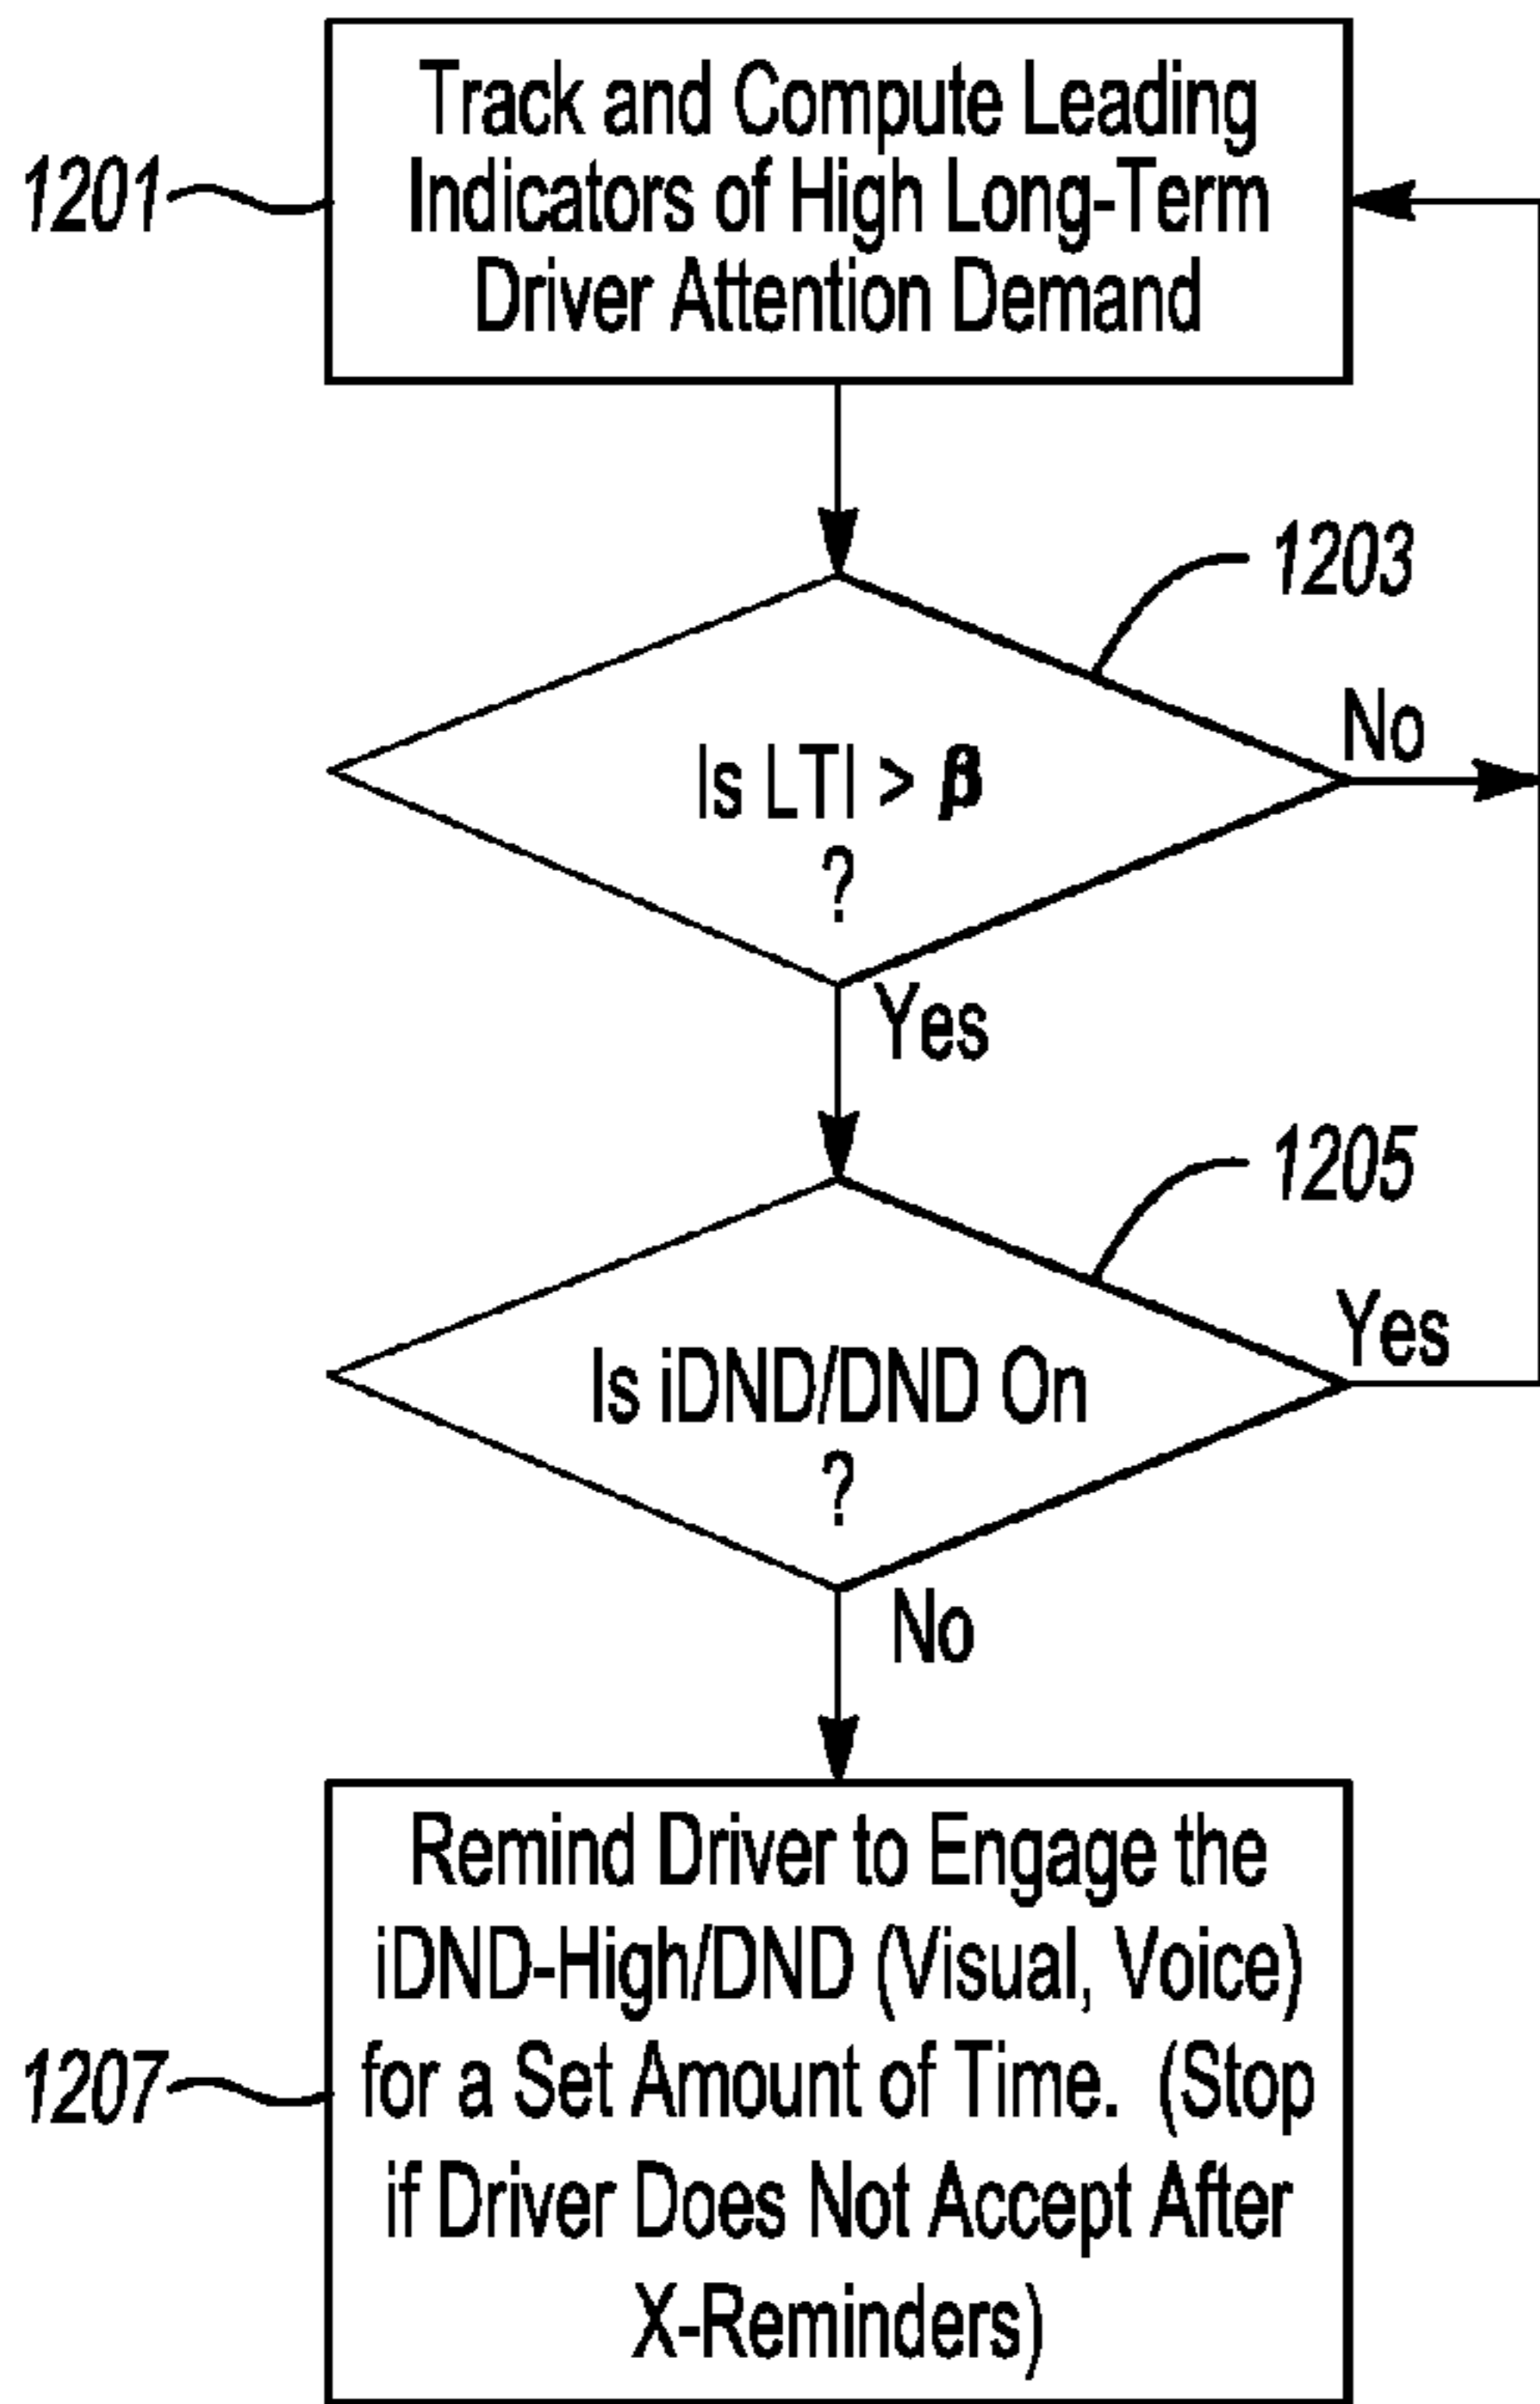 Track and Compute Leading
Indicators of High Long-Term
Driver Attention Demand
1201
1203
No
Is LTI > β
?
Yes
1205
Yes
Is iDND/DND On
?
No
Remind Driver to Engage the
iDND-High/DND (Visual, Voice)
for a Set Amount of Time. (Stop
if Driver Does Not Accept After
X-Reminders)
1207